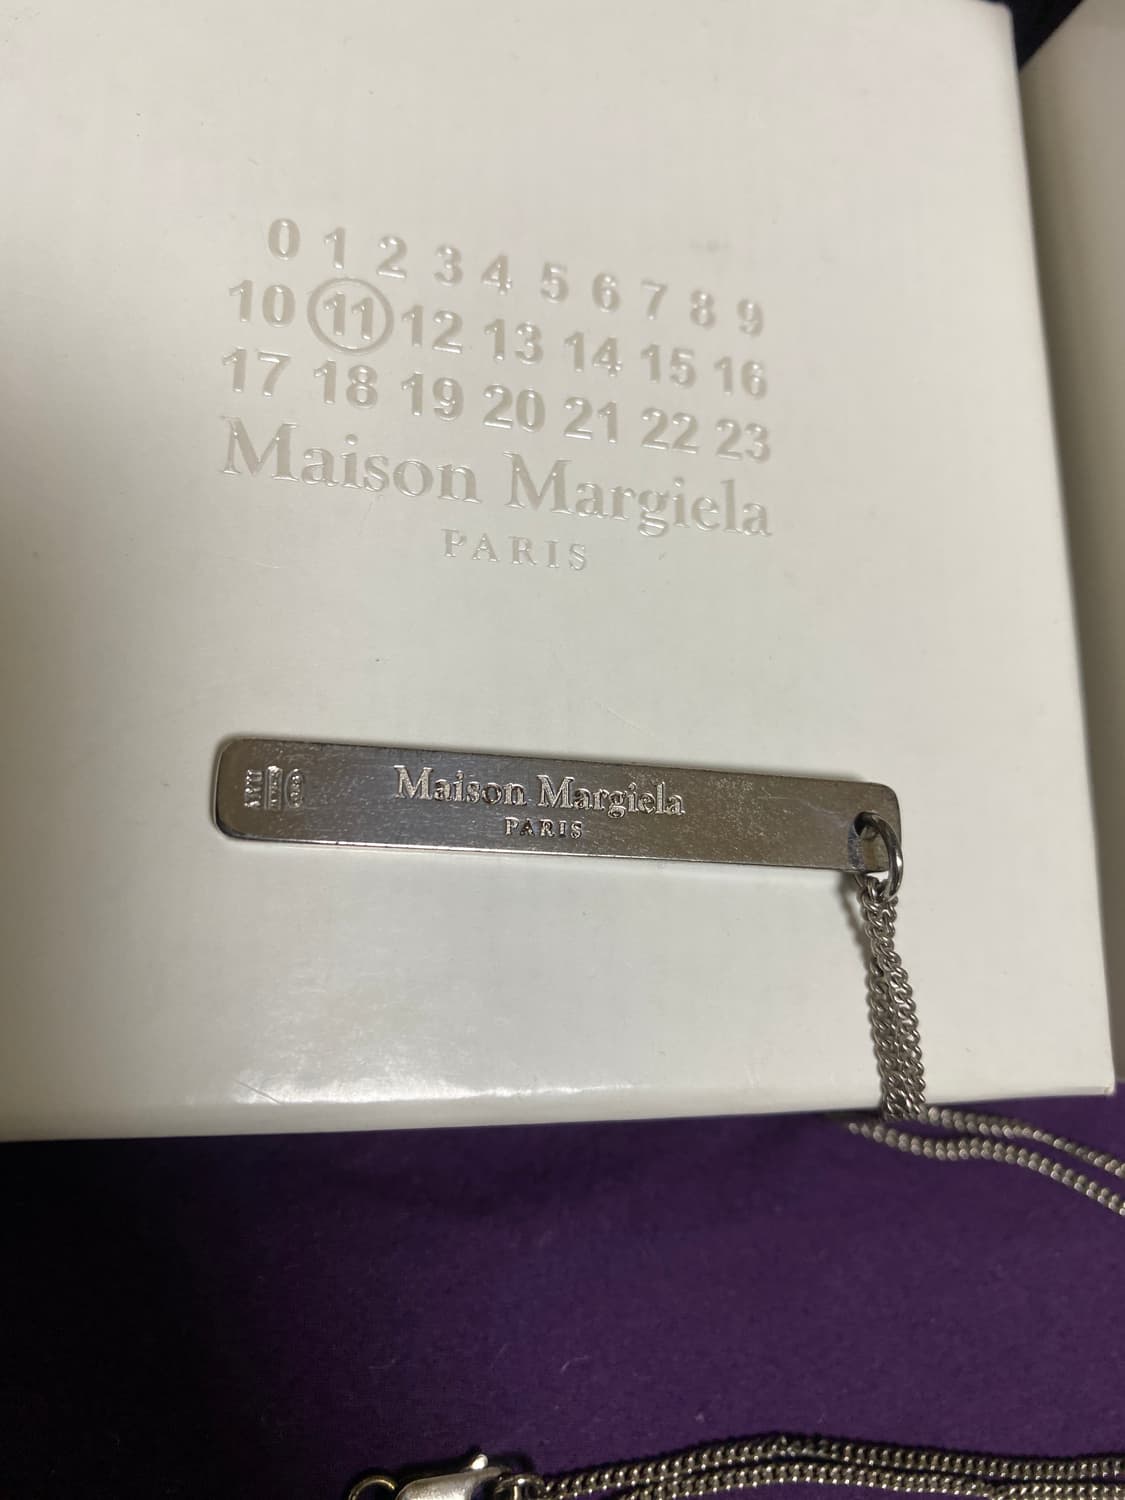 0 1 2 3 4 5 6 7 8 9
10 11 12 13 14 15 16
17 18 19 20 21 22 23
Maison Margiela
PARIS
Maison Margiela
PARIS